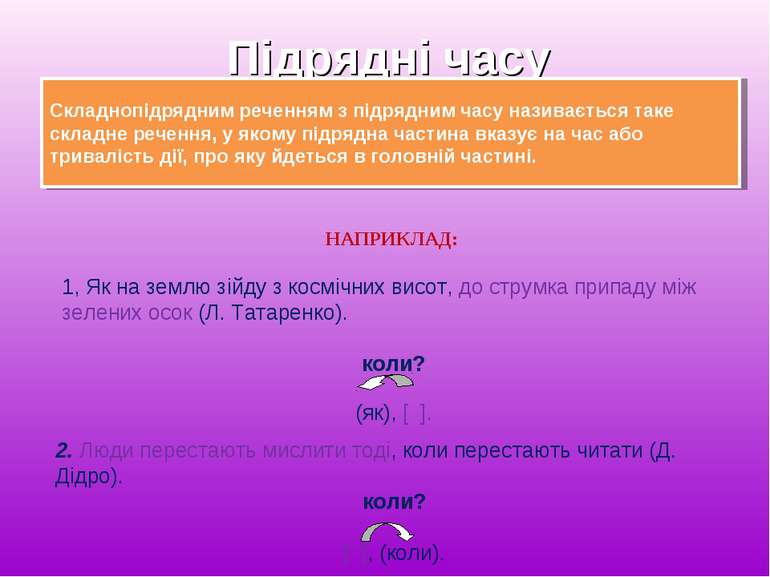 Підрядні часу
Складнопідрядним реченням з підрядним часу називається таке
складне речення, у якому підрядна частина вказує на час або
тривалість дії, про яку йдеться в головній частині.
НАПРИКЛАД:
1, Як на землю зійду з космічних висот, до струмка припаду між
зелених осок (Л. Татаренко).
коли?
(як), [ ].
2. Люди перестають мислити тоді, коли перестають читати (Д.
Дідро).
коли?
[ ], (коли).